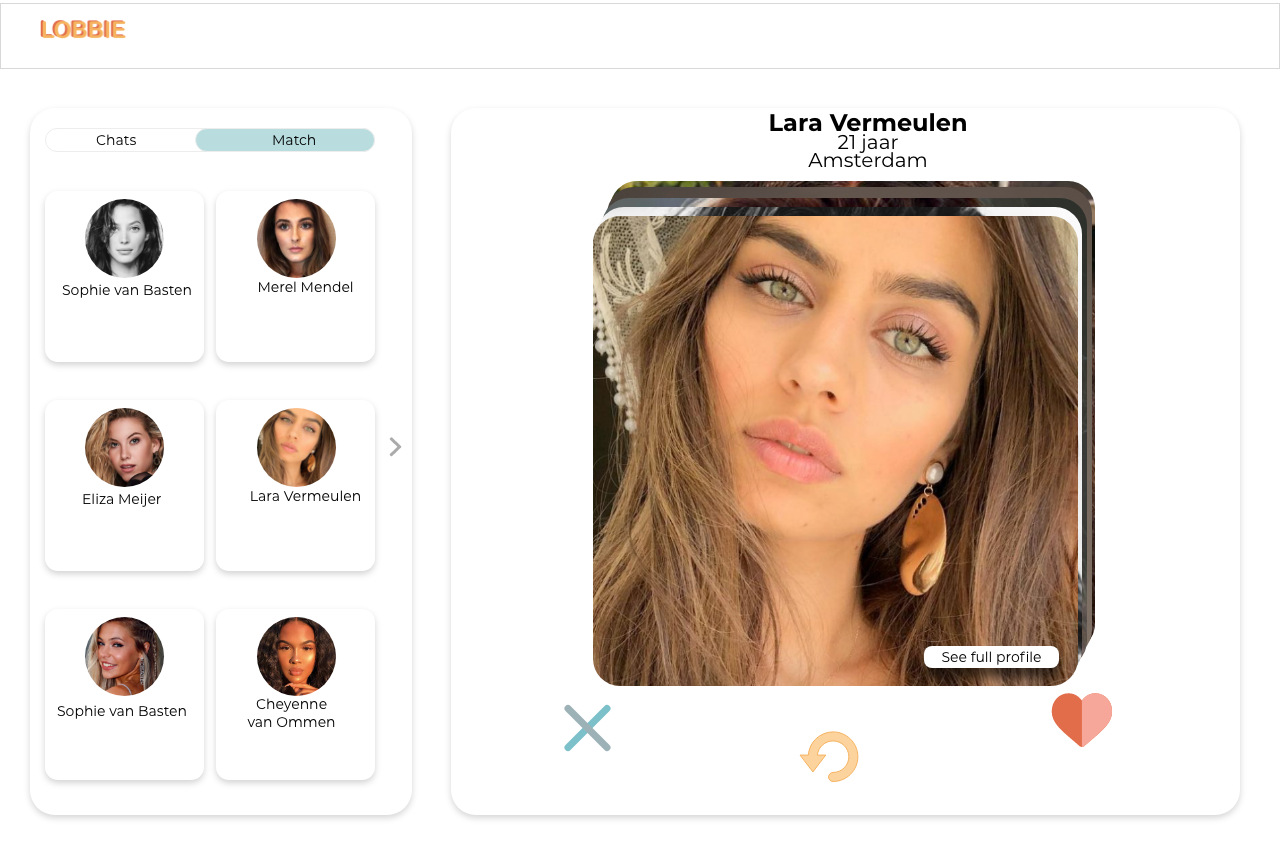 LOBBIE
Chats
Match
Sophie van Basten
Merel Mendel
Eliza Meijer
Lara Vermeulen
Sophie van Basten
Cheyenne
van Ommen
Lara Vermeulen
21 jaar
Amsterdam
See full profile